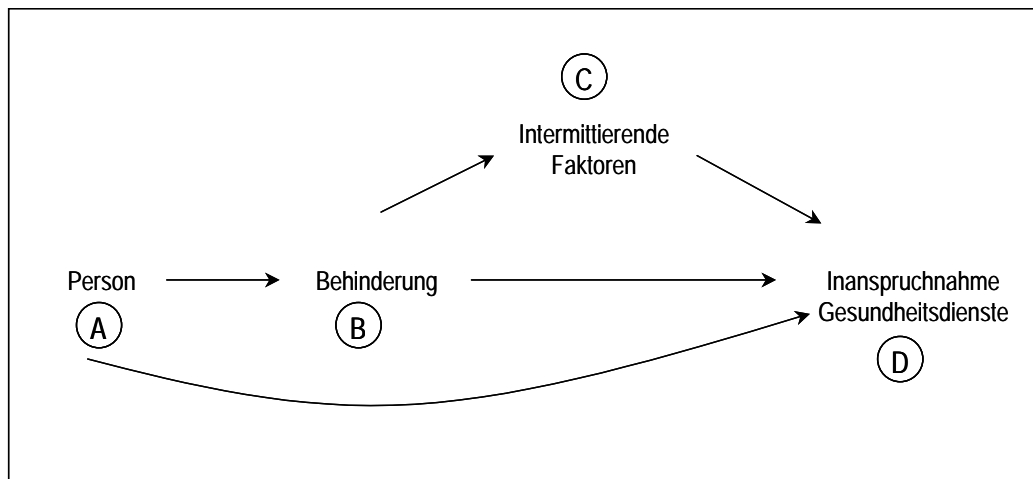 C
Intermittierende
Faktoren
Person
A
Behinderung
B
Inanspruchnahme
Gesundheitsdienste
D